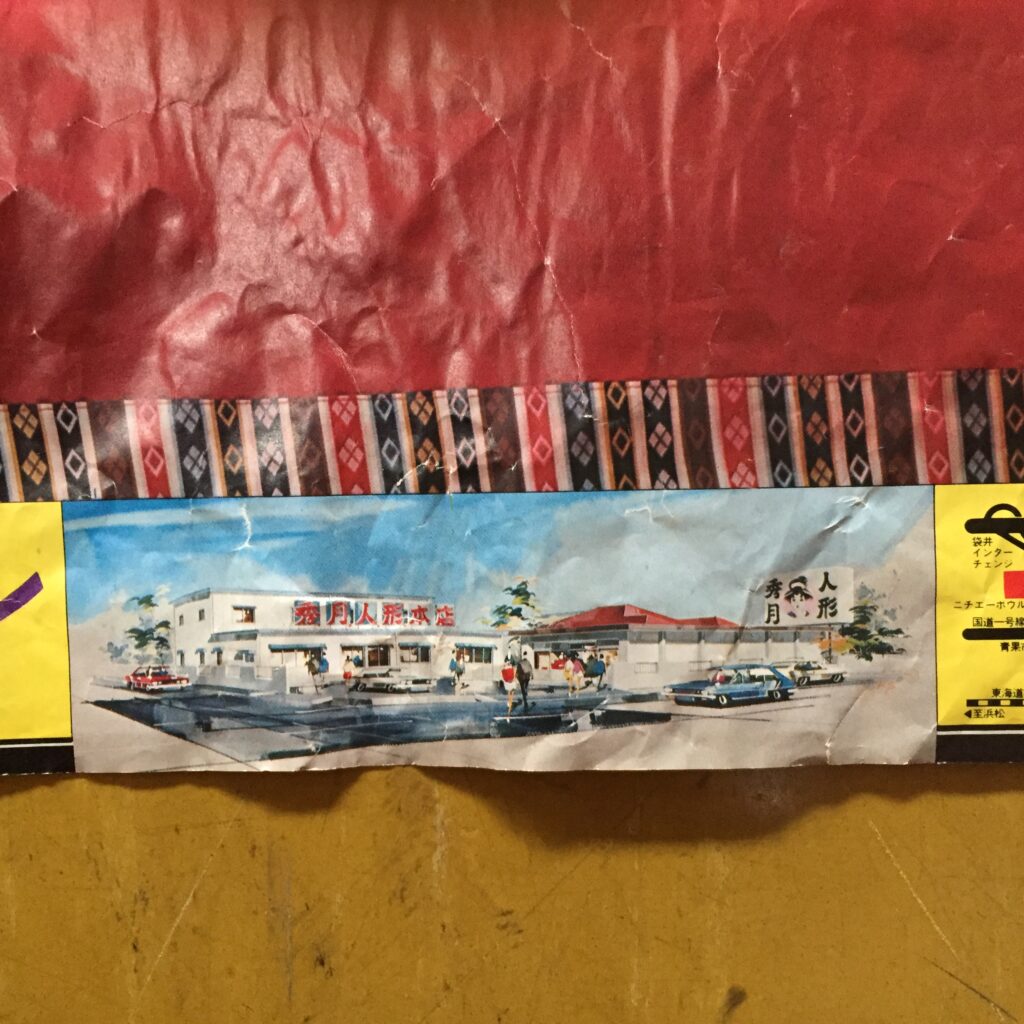 秀月人形本店
秀月
人形
袋井
インター
チェンジ
ニチエーボウル
国道一号線
青果
東海道
◀至浜松